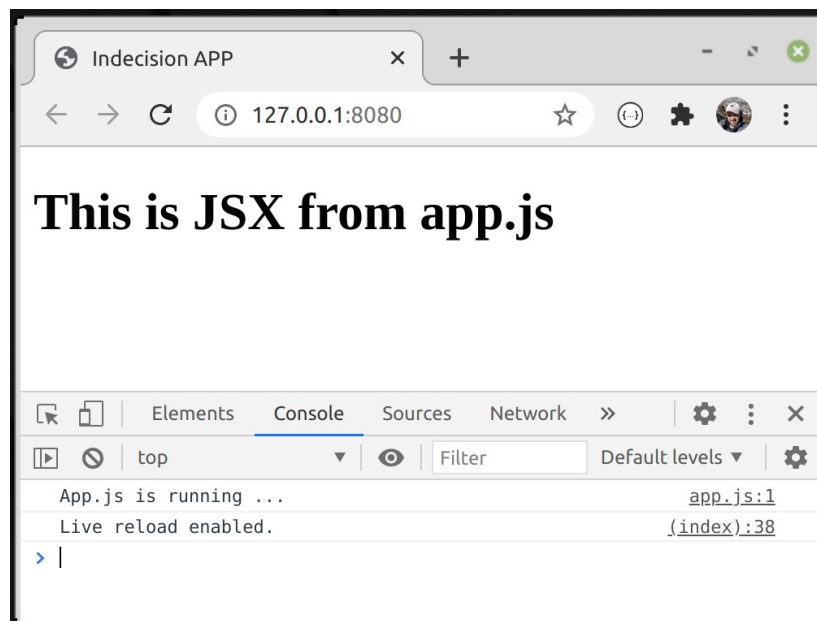 Indecision APP
127.0.0.1:8080
This is JSX from app.js
Elements Console Sources Network
top Filter Default levels
App.js is running ... app.js:1
Live reload enabled. (index):38